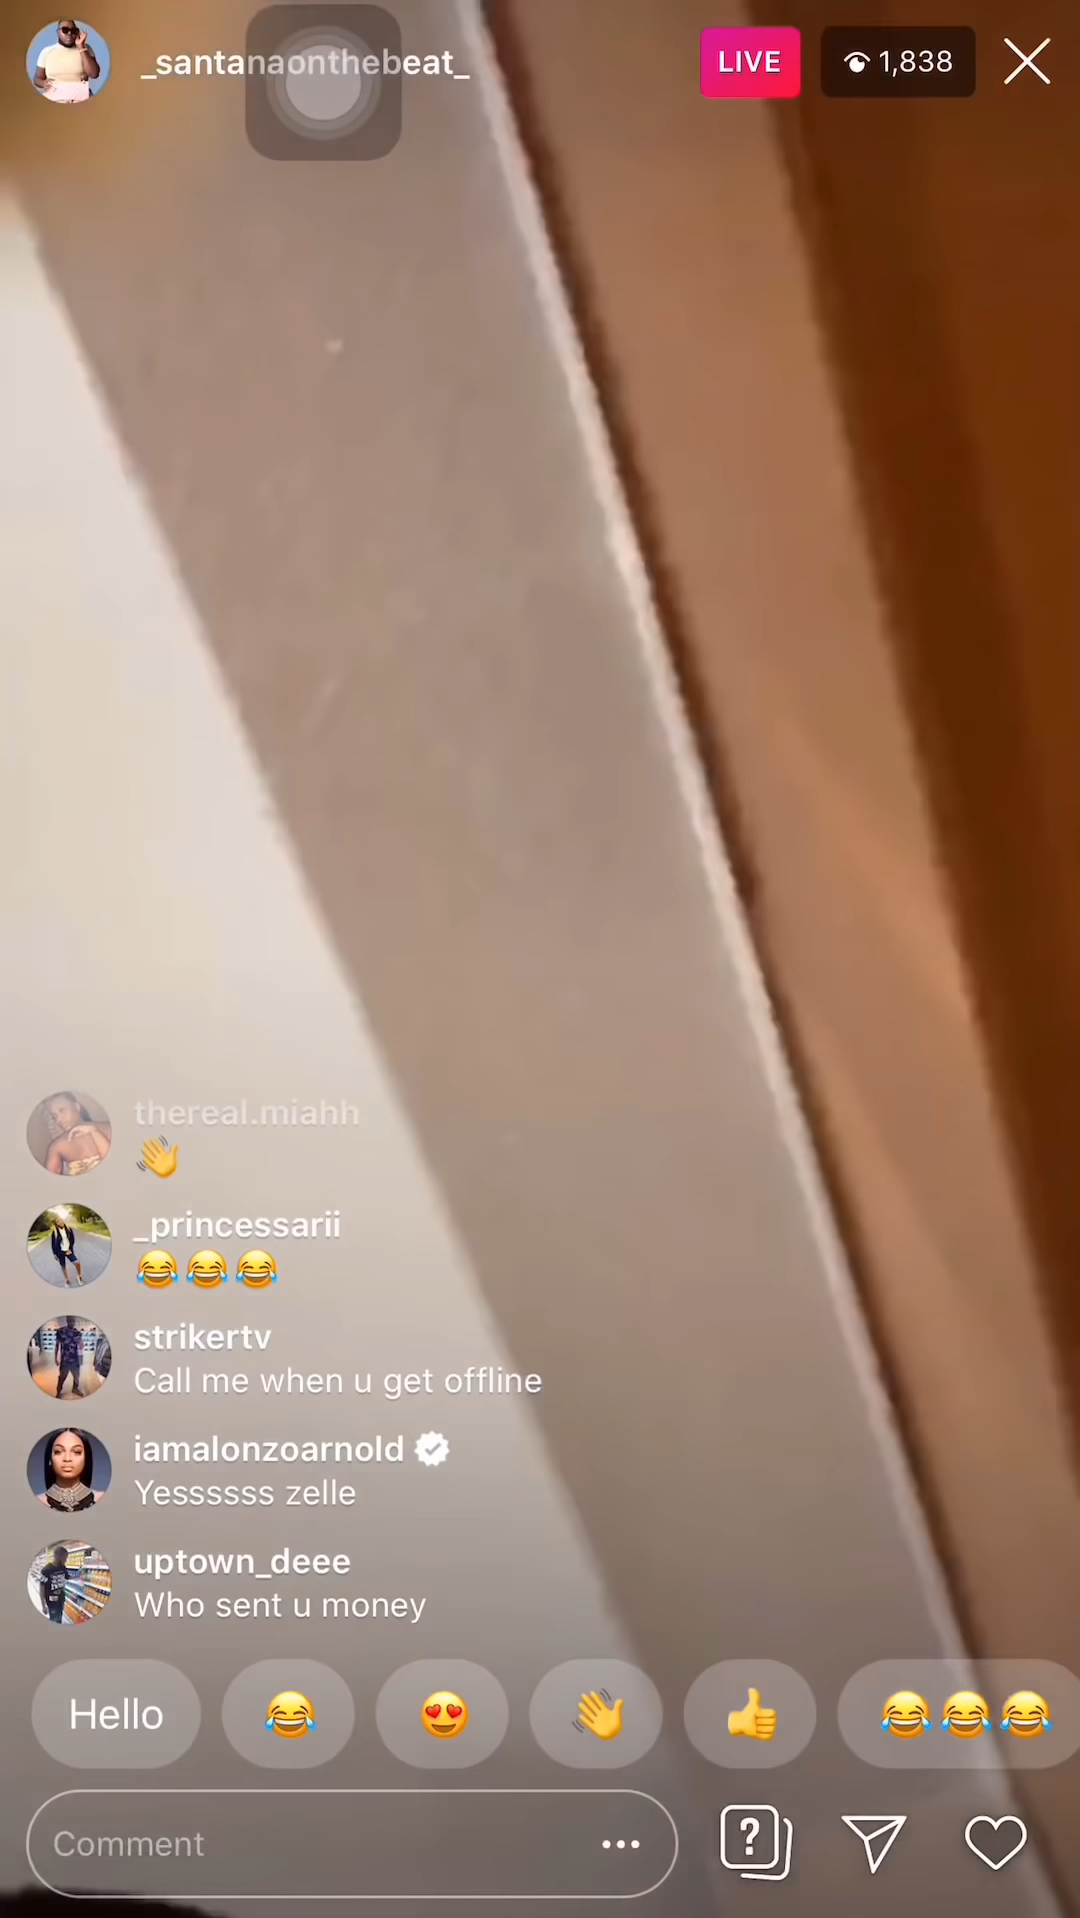 _santanaonthebeat_
LIVE
1,838
thereal.miahh
👋
_princessarii
😂😂😂
strikertv
Call me when u get offline
iamalonzoarnold
Yessssss zelle
uptown_deee
Who sent u money
Hello 😂 😍 👋 👍 😂😂😂
Comment